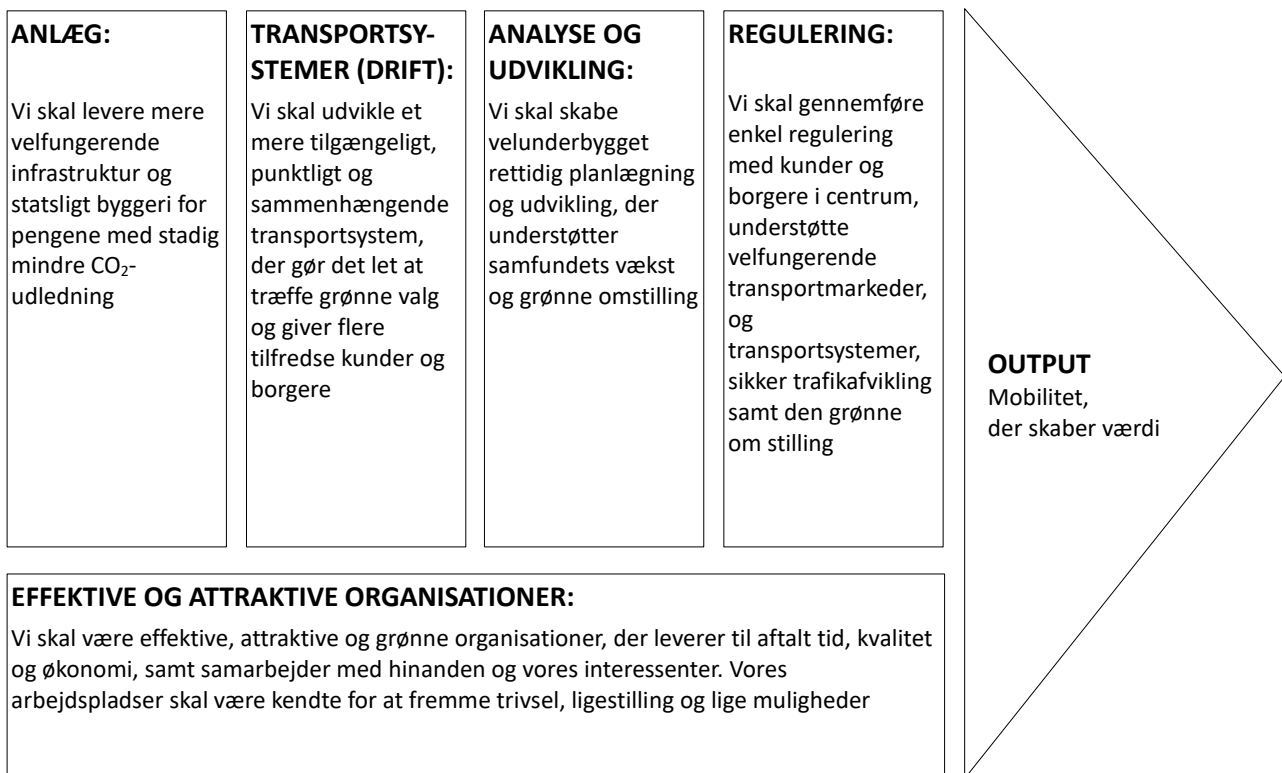 ANLÆG:
Vi skal levere mere
velfungerende
infrastruktur og
statsligt byggeri for
pengene med stadig
mindre CO₂-
udledning
TRANSPORTSY-
STEMER (DRIFT):
Vi skal udvikle et
mere tilgængeligt,
punktligt og
sammenhængende
transportsystem,
der gør det let at
træffe grønne valg
og giver flere
tilfredse kunder og
borgere
ANALYSE OG
UDVIKLING:
Vi skal skabe
velunderbygget
rettidig planlægning
og udvikling, der
understøtter
samfundets vækst
og grønne omstilling
REGULERING:
Vi skal gennemføre
enkel regulering
med kunder og
borgere i centrum,
understøtte
velfungerende
transportmarkeder,
og
transportsystemer,
sikker trafikafvikling
samt den grønne
om stilling
OUTPUT
Mobilitet,
der skaber værdi
EFFEKTIVE OG ATTRAKTIVE ORGANISATIONER:
Vi skal være effektive, attraktive og grønne organisationer, der leverer til aftalt tid, kvalitet
og økonomi, samt samarbejder med hinanden og vores interessenter. Vores
arbejdspladser skal være kendte for at fremme trivsel, ligestilling og lige muligheder